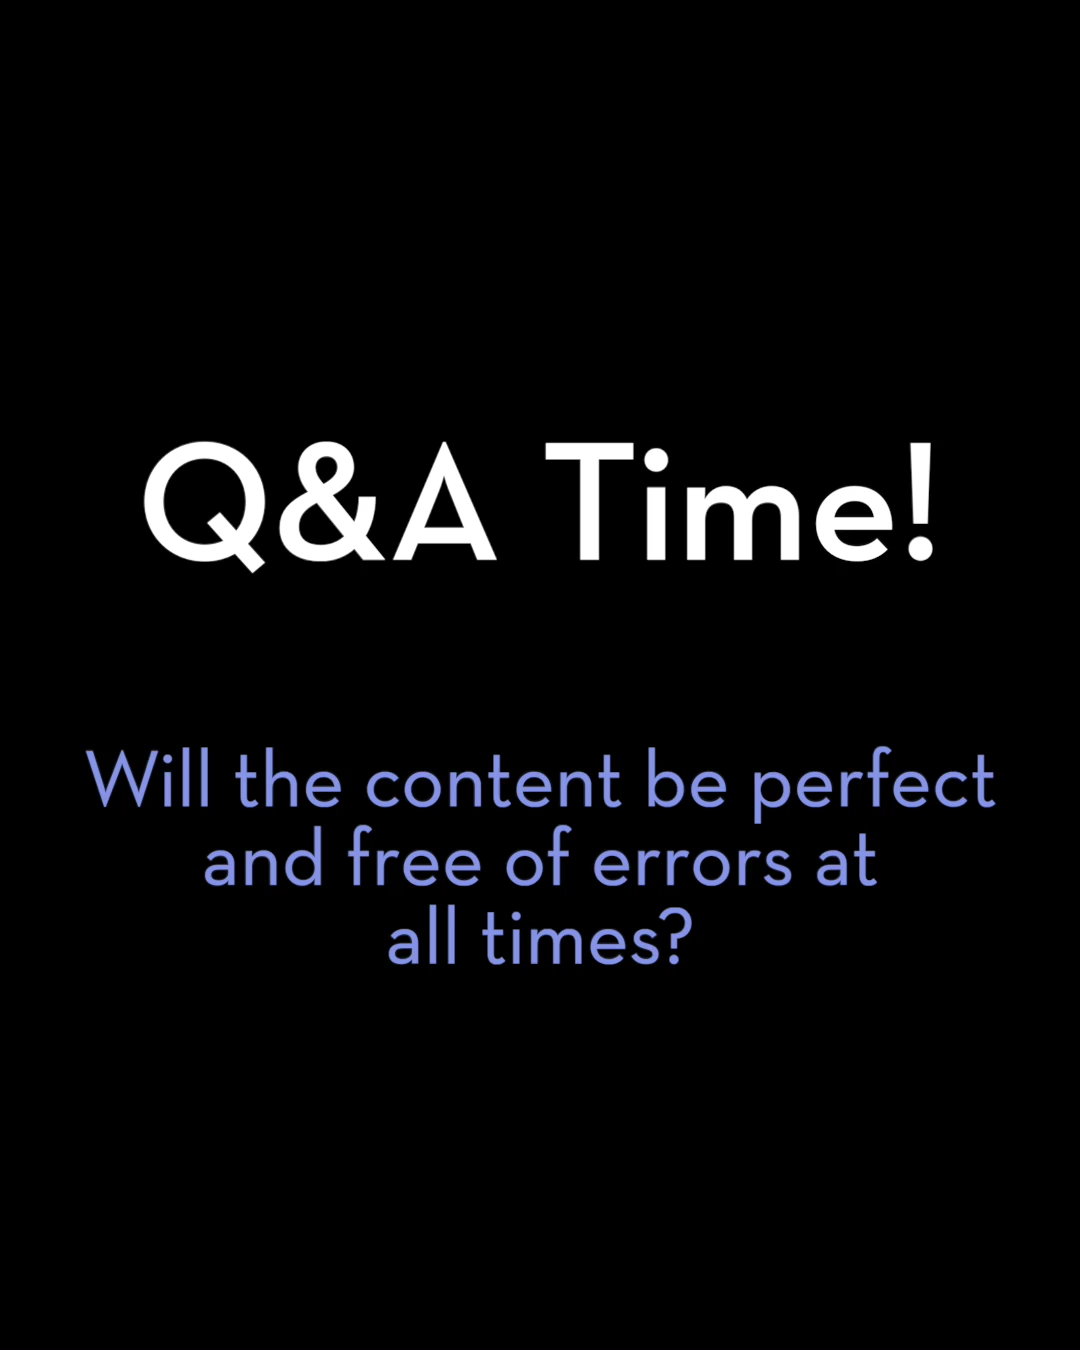 Q&A Time!
Will the content be perfect
and free of errors at
all times?